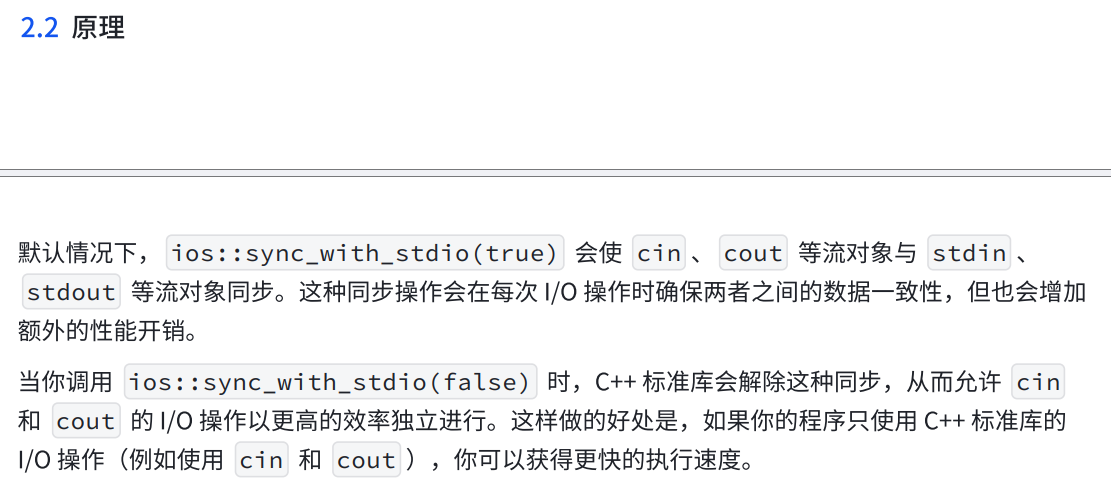 2.2 原理
默认情况下， ios::sync_with_stdio(true) 会使 cin 、 cout 等流对象与 stdin 、
stdout 等流对象同步。这种同步操作会在每次 I/O 操作时确保两者之间的数据一致性，但也会增加
额外的性能开销。
当你调用 ios::sync_with_stdio(false) 时，C++ 标准库会解除这种同步，从而允许 cin
和 cout 的 I/O 操作以更高的效率独立进行。这样做的好处是，如果你的程序只使用 C++ 标准库的
I/O 操作（例如使用 cin 和 cout ），你可以获得更快的执行速度。